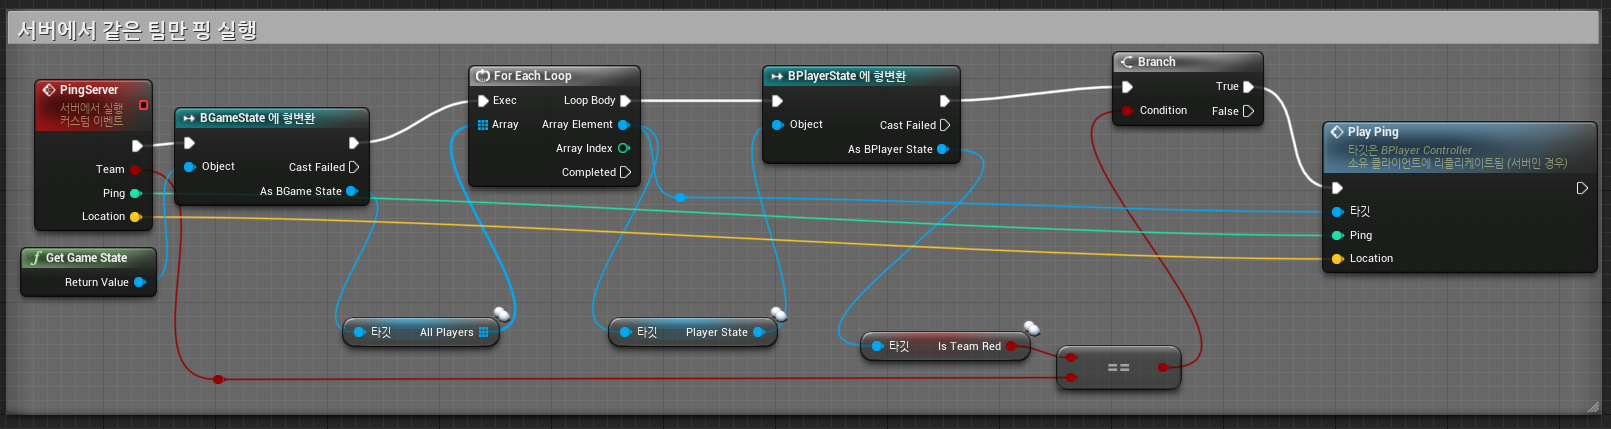 서버에서 같은 팀만 핑 실행
PingServer
서버에서 실행
커스텀 이벤트
Team
Ping
Location
Get Game State
Return Value
BGameState 에 형변환
Object
Cast Failed
As BGame State
타깃
All Players
For Each Loop
Exec
Loop Body
Array
Array Element
Array Index
Completed
타깃
Player State
BPlayerState 에 형변환
Object
Cast Failed
As BPlayer State
타깃
Is Team Red
==
Branch
True
Condition
False
Play Ping
타깃은 BPlayer Controller
소유 클라이언트에 리플리케이트됨 (서버인 경우)
타깃
Ping
Location